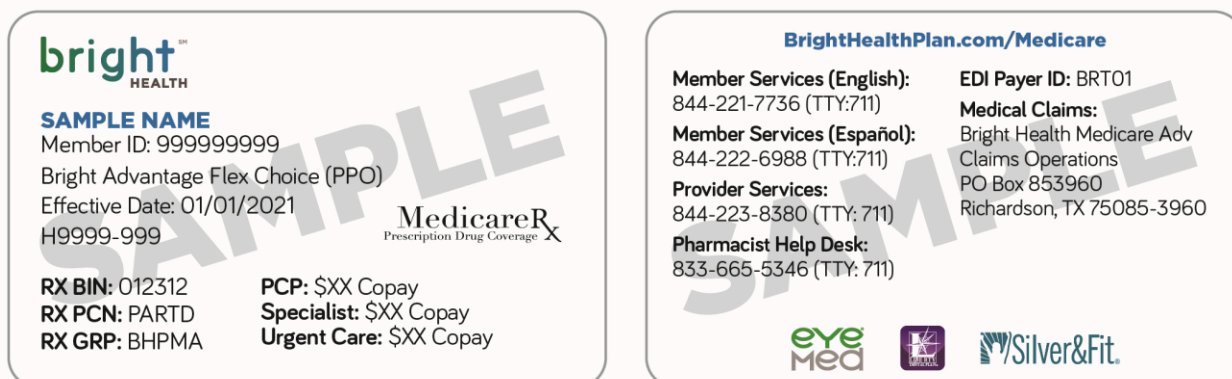 bright℠
HEALTH
SAMPLE NAME
Member ID: 999999999
Bright Advantage Flex Choice (PPO)
Effective Date: 01/01/2021
H9999-999
MedicareRx
Prescription Drug Coverage
RX BIN: 012312
RX PCN: PARTD
RX GRP: BHPMA
PCP: $XX Copay
Specialist: $XX Copay
Urgent Care: $XX Copay
SAMPLE
BrightHealthPlan.com/Medicare
Member Services (English):
844-221-7736 (TTY:711)
Member Services (Español):
844-222-6988 (TTY:711)
Provider Services:
844-223-8380 (TTY: 711)
Pharmacist Help Desk:
833-665-5346 (TTY: 711)
EDI Payer ID: BRT01
Medical Claims:
Bright Health Medicare Adv
Claims Operations
PO Box 853960
Richardson, TX 75085-3960
SAMPLE
eye
Med
L
Silver&Fit.